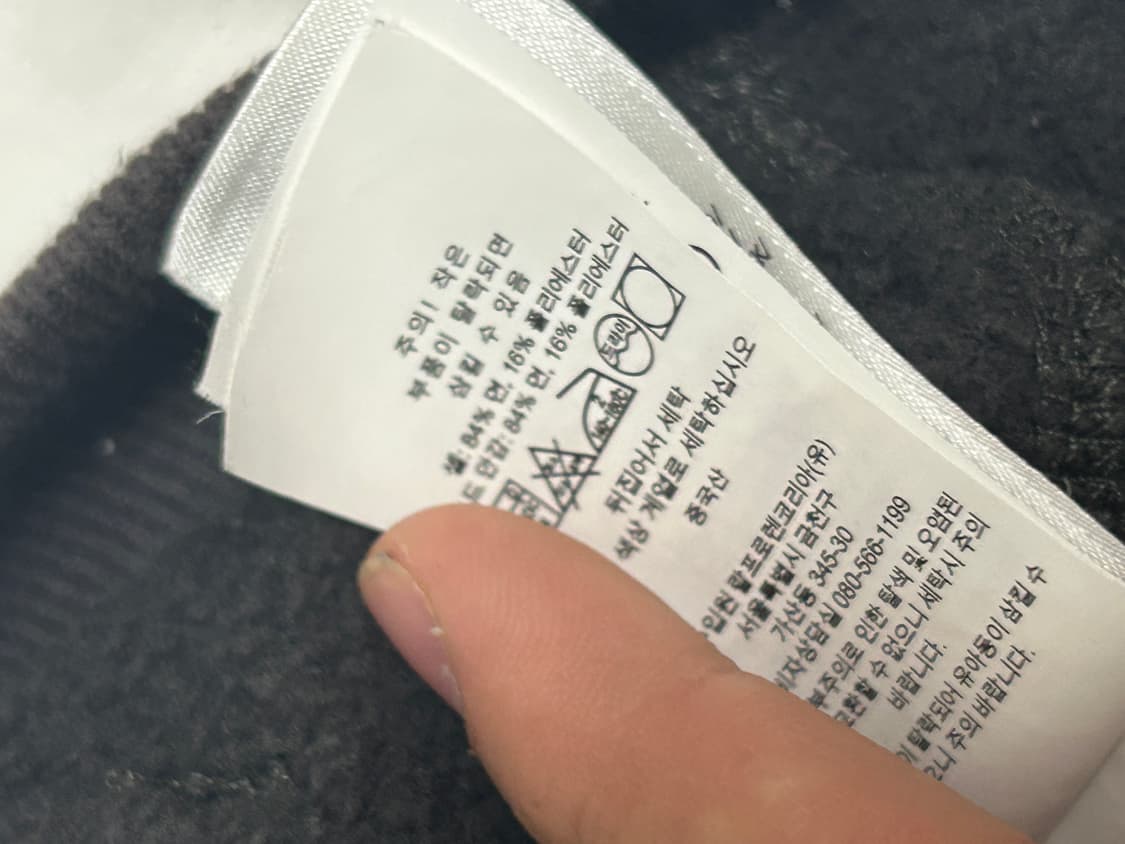 주의! 작은
부품이 탈락되면
삼킬 수 있음
쉘: 84% 면, 16% 폴리에스터
단감: 84% 면, 16% 폴리에스터
드라이
뒤집어서 세탁
색상 계열로 세탁하십시오
중국산
랄프로렌코리아(유)
서울특별시 금천구
가산동 345-30
080-566-1199
인한 탈색 및 오염된
수 없으니 세탁시 주의
바랍니다.
탈락되어 유아동이 삼킬 수
주의 바랍니다.